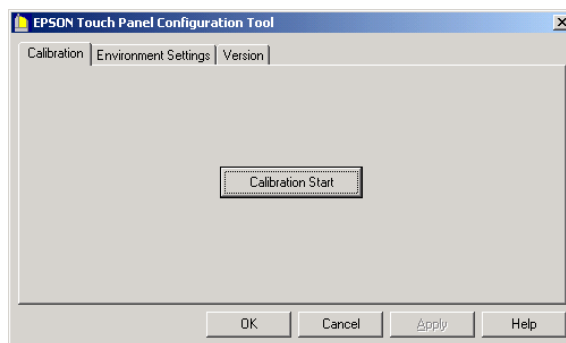 EPSON Touch Panel Configuration Tool
Calibration Environment Settings Version
Calibration Start
OK Cancel Apply Help